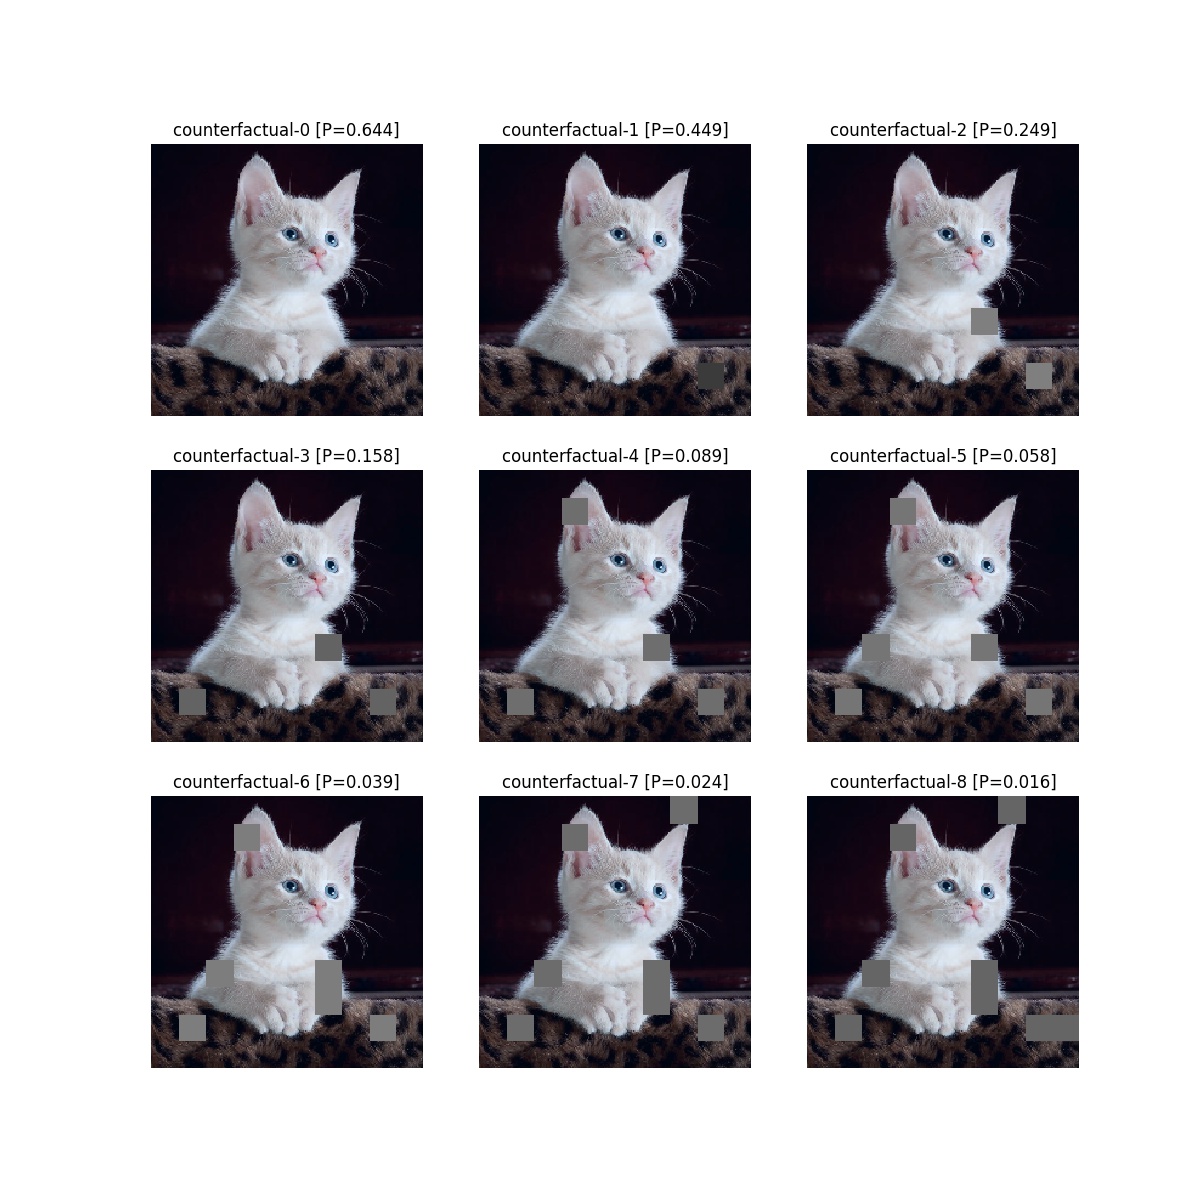 counterfactual-0 [P=0.644]
counterfactual-1 [P=0.449]
counterfactual-2 [P=0.249]
counterfactual-3 [P=0.158]
counterfactual-4 [P=0.089]
counterfactual-5 [P=0.058]
counterfactual-6 [P=0.039]
counterfactual-7 [P=0.024]
counterfactual-8 [P=0.016]